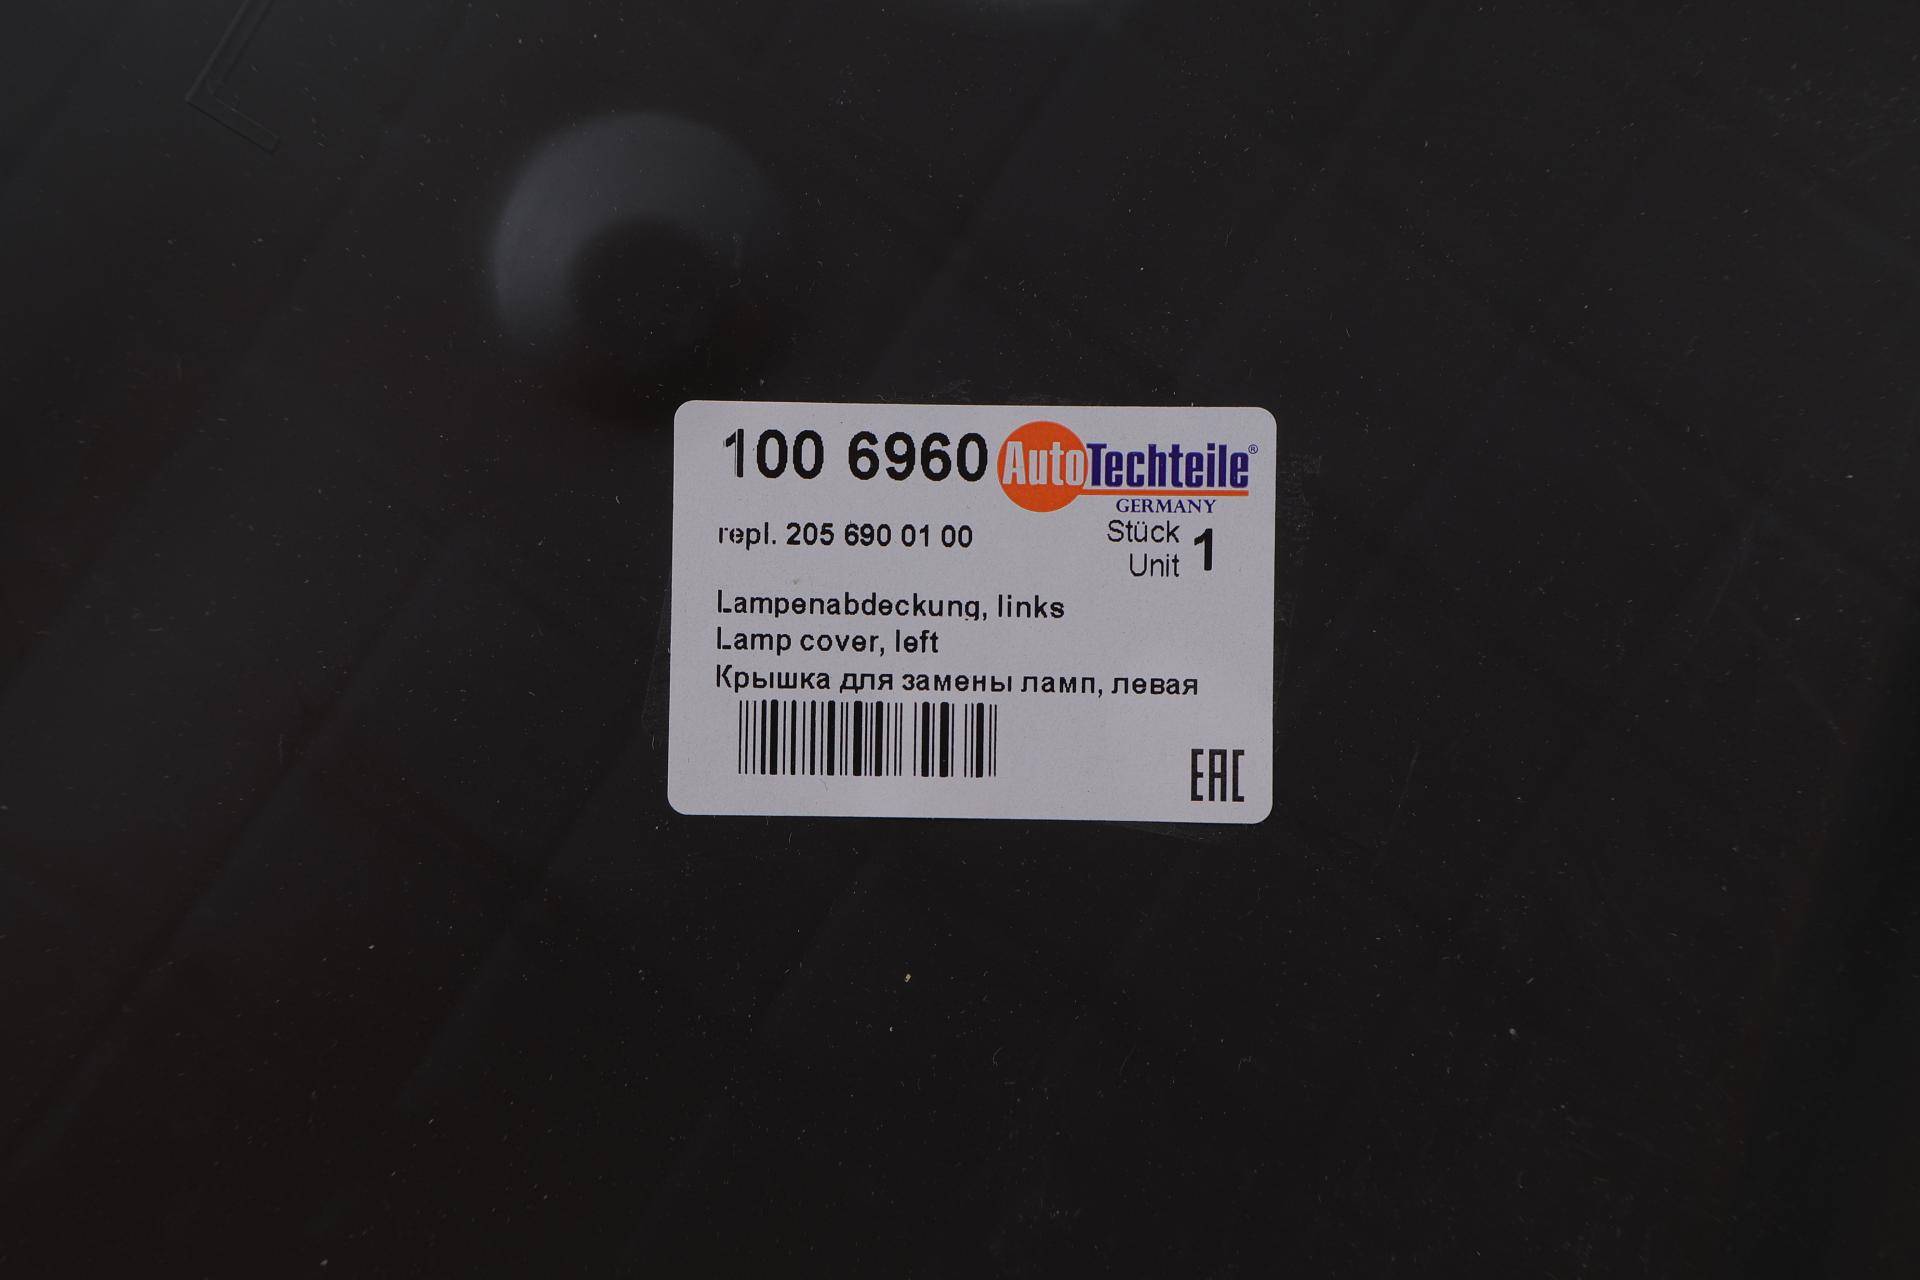 100 6960 AutoTechteile®
GERMANY
repl. 205 690 01 00
Stück
Unit 1
Lampenabdeckung, links
Lamp cover, left
Крышка для замены ламп, левая
EAC